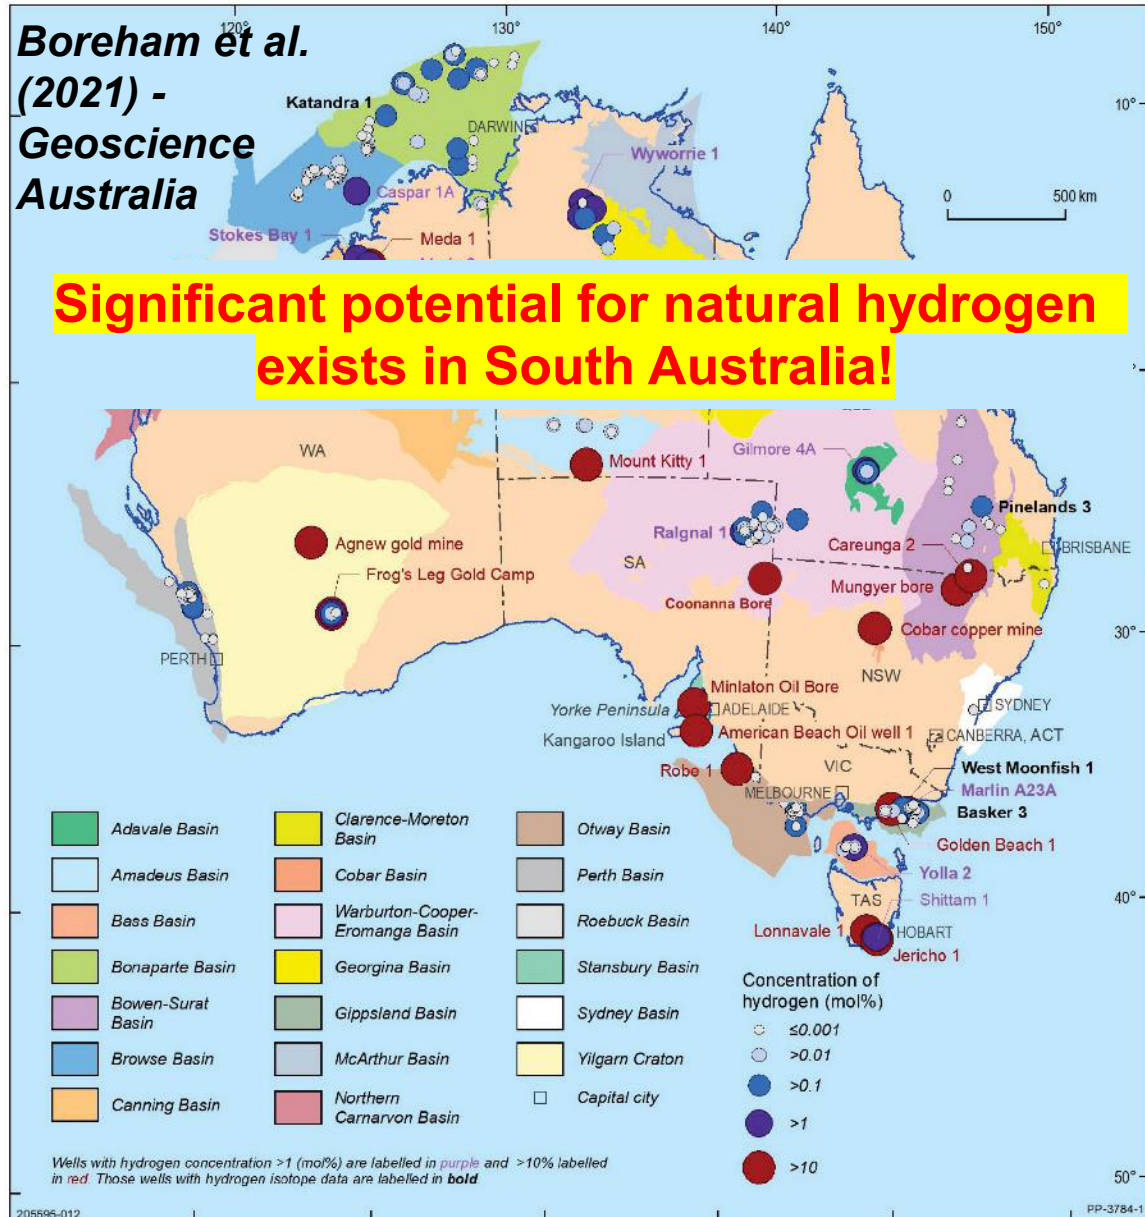 120°
130°
140°
150°
Boreham et al.
(2021) -
Geoscience
Australia
10°
Katandra 1
DARWIN
Wyworrie 1
Caspar 1A
0
500 km
Stokes Bay 1
Meda 1
Significant potential for natural hydrogen
exists in South Australia!
WA
Mount Kitty 1
Gilmore 4A
Pinelands 3
Agnew gold mine
Ralgnal 1
Careunga 2
BRISBANE
SA
Frog's Leg Gold Camp
Coonanna Bore
Mungyer bore
Cobar copper mine
30°
PERTH
NSW
Minlaton Oil Bore
SYDNEY
Yorke Peninsula
ADELAIDE
American Beach Oil well 1
CANBERRA, ACT
Kangaroo Island
Robe 1
VIC
West Moonfish 1
MELBOURNE
Marlin A23A
Basker 3
Golden Beach 1
Yolla 2
TAS
Shittam 1
40°
Lonnavale 1
HOBART
Jericho 1
Adavale Basin
Amadeus Basin
Bass Basin
Bonaparte Basin
Bowen-Surat
Basin
Browse Basin
Canning Basin
Clarence-Moreton
Basin
Cobar Basin
Warburton-Cooper-
Eromanga Basin
Georgina Basin
Gippsland Basin
McArthur Basin
Northern
Carnarvon Basin
Otway Basin
Perth Basin
Roebuck Basin
Stansbury Basin
Sydney Basin
Yilgarn Craton
Capital city
Concentration of
hydrogen (mol%)
≤0.001
>0.01
>0.1
>1
>10
Wells with hydrogen concentration >1 (mol%) are labelled in purple and >10% labelled
in red. Those wells with hydrogen isotope data are labelled in bold
50°
205595-012
PP-3784-1